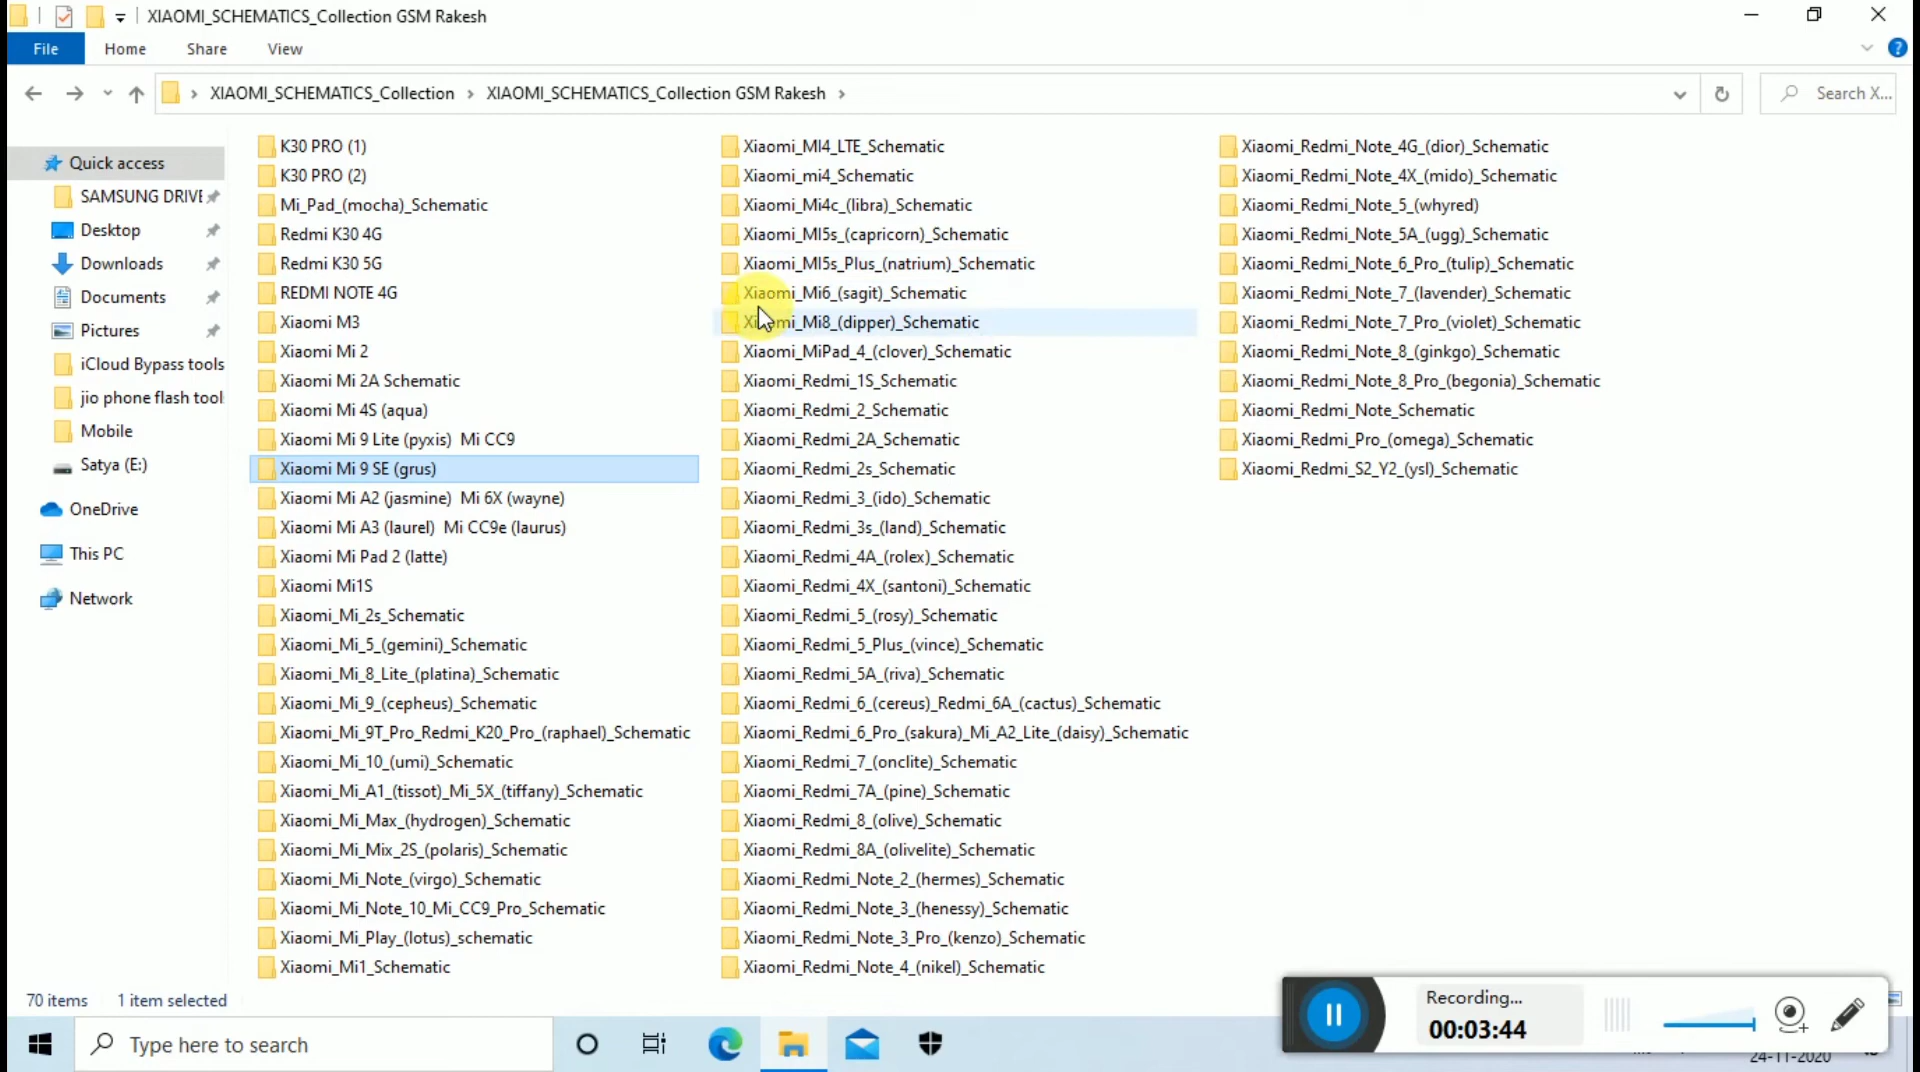 XIAOMI_SCHEMATICS_Collection GSM Rakesh
File Home Share View
XIAOMI_SCHEMATICS_Collection XIAOMI_SCHEMATICS_Collection GSM Rakesh
Search X...
Quick access
SAMSUNG DRIVE
Desktop
Downloads
Documents
Pictures
iCloud Bypass tools
jio phone flash tool
Mobile
Satya (E:)
OneDrive
This PC
Network
K30 PRO (1)
K30 PRO (2)
Mi_Pad_(mocha)_Schematic
Redmi K30 4G
Redmi K30 5G
REDMI NOTE 4G
Xiaomi M3
Xiaomi Mi 2
Xiaomi Mi 2A Schematic
Xiaomi Mi 4S (aqua)
Xiaomi Mi 9 Lite (pyxis)  Mi CC9
Xiaomi Mi 9 SE (grus)
Xiaomi Mi A2 (jasmine)  Mi 6X (wayne)
Xiaomi Mi A3 (laurel)  Mi CC9e (laurus)
Xiaomi Mi Pad 2 (latte)
Xiaomi Mi1S
Xiaomi_Mi_2s_Schematic
Xiaomi_Mi_5_(gemini)_Schematic
Xiaomi_Mi_8_Lite_(platina)_Schematic
Xiaomi_Mi_9_(cepheus)_Schematic
Xiaomi_Mi_9T_Pro_Redmi_K20_Pro_(raphael)_Schematic
Xiaomi_Mi_10_(umi)_Schematic
Xiaomi_Mi_A1_(tissot)_Mi_5X_(tiffany)_Schematic
Xiaomi_Mi_Max_(hydrogen)_Schematic
Xiaomi_Mi_Mix_2S_(polaris)_Schematic
Xiaomi_Mi_Note_(virgo)_Schematic
Xiaomi_Mi_Note_10_Mi_CC9_Pro_Schematic
Xiaomi_Mi_Play_(lotus)_schematic
Xiaomi_Mi1_Schematic
Xiaomi_MI4_LTE_Schematic
Xiaomi_mi4_Schematic
Xiaomi_Mi4c_(libra)_Schematic
Xiaomi_MI5s_(capricorn)_Schematic
Xiaomi_MI5s_Plus_(natrium)_Schematic
Xiaomi_Mi6_(sagit)_Schematic
Xiaomi_Mi8_(dipper)_Schematic
Xiaomi_MiPad_4_(clover)_Schematic
Xiaomi_Redmi_1S_Schematic
Xiaomi_Redmi_2_Schematic
Xiaomi_Redmi_2A_Schematic
Xiaomi_Redmi_2s_Schematic
Xiaomi_Redmi_3_(ido)_Schematic
Xiaomi_Redmi_3s_(land)_Schematic
Xiaomi_Redmi_4A_(rolex)_Schematic
Xiaomi_Redmi_4X_(santoni)_Schematic
Xiaomi_Redmi_5_(rosy)_Schematic
Xiaomi_Redmi_5_Plus_(vince)_Schematic
Xiaomi_Redmi_5A_(riva)_Schematic
Xiaomi_Redmi_6_(cereus)_Redmi_6A_(cactus)_Schematic
Xiaomi_Redmi_6_Pro_(sakura)_Mi_A2_Lite_(daisy)_Schematic
Xiaomi_Redmi_7_(onclite)_Schematic
Xiaomi_Redmi_7A_(pine)_Schematic
Xiaomi_Redmi_8_(olive)_Schematic
Xiaomi_Redmi_8A_(olivelite)_Schematic
Xiaomi_Redmi_Note_2_(hermes)_Schematic
Xiaomi_Redmi_Note_3_(henessy)_Schematic
Xiaomi_Redmi_Note_3_Pro_(kenzo)_Schematic
Xiaomi_Redmi_Note_4_(nikel)_Schematic
Xiaomi_Redmi_Note_4G_(dior)_Schematic
Xiaomi_Redmi_Note_4X_(mido)_Schematic
Xiaomi_Redmi_Note_5_(whyred)
Xiaomi_Redmi_Note_5A_(ugg)_Schematic
Xiaomi_Redmi_Note_6_Pro_(tulip)_Schematic
Xiaomi_Redmi_Note_7_(lavender)_Schematic
Xiaomi_Redmi_Note_7_Pro_(violet)_Schematic
Xiaomi_Redmi_Note_8_(ginkgo)_Schematic
Xiaomi_Redmi_Note_8_Pro_(begonia)_Schematic
Xiaomi_Redmi_Note_Schematic
Xiaomi_Redmi_Pro_(omega)_Schematic
Xiaomi_Redmi_S2_Y2_(ysl)_Schematic
70 items 1 item selected
Recording...
00:03:44
Type here to search
24-11-2020